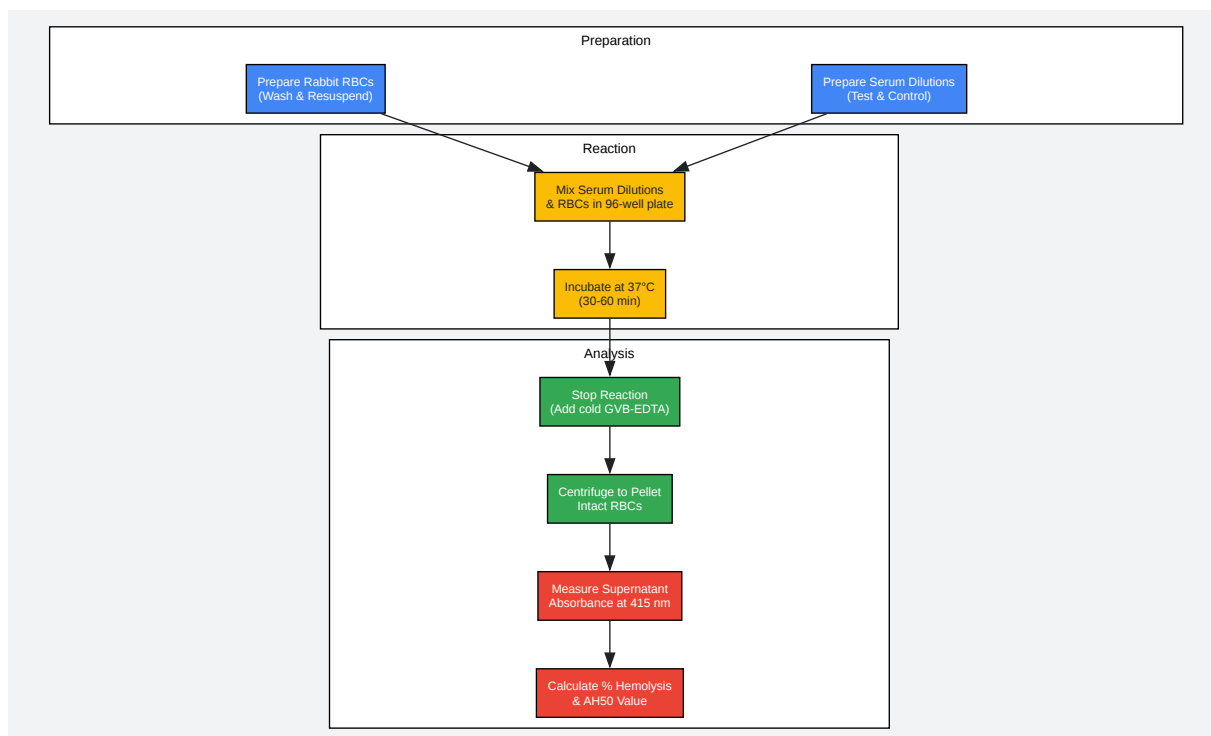 Preparation
Prepare Rabbit RBCs
(Wash & Resuspend)
Prepare Serum Dilutions
(Test & Control)
Reaction
Mix Serum Dilutions
& RBCs in 96-well plate
Incubate at 37°C
(30-60 min)
Analysis
Stop Reaction
(Add cold GVB-EDTA)
Centrifuge to Pellet
Intact RBCs
Measure Supernatant
Absorbance at 415 nm
Calculate % Hemolysis
& AH50 Value